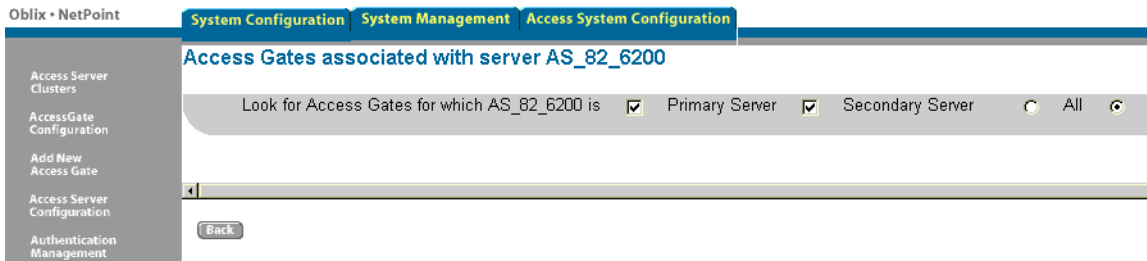 Oblix • NetPoint
System Configuration System Management Access System Configuration
Access Gates associated with server AS_82_6200
Look for Access Gates for which AS_82_6200 is Primary Server Secondary Server All
Access Server
Clusters
AccessGate
Configuration
Add New
Access Gate
Access Server
Configuration
Authentication
Management
Back